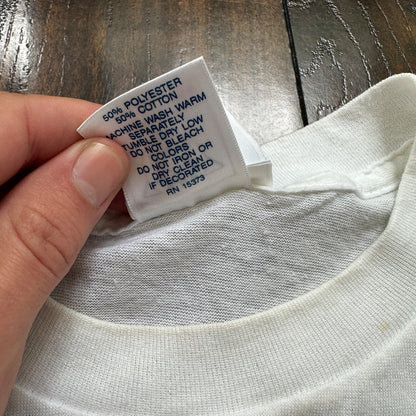 50% POLYESTER
50% COTTON
MACHINE WASH WARM
SEPARATELY
TUMBLE DRY LOW
DO NOT BLEACH
COLORS
DO NOT IRON OR
DRY CLEAN
IF DECORATED
RN 15373